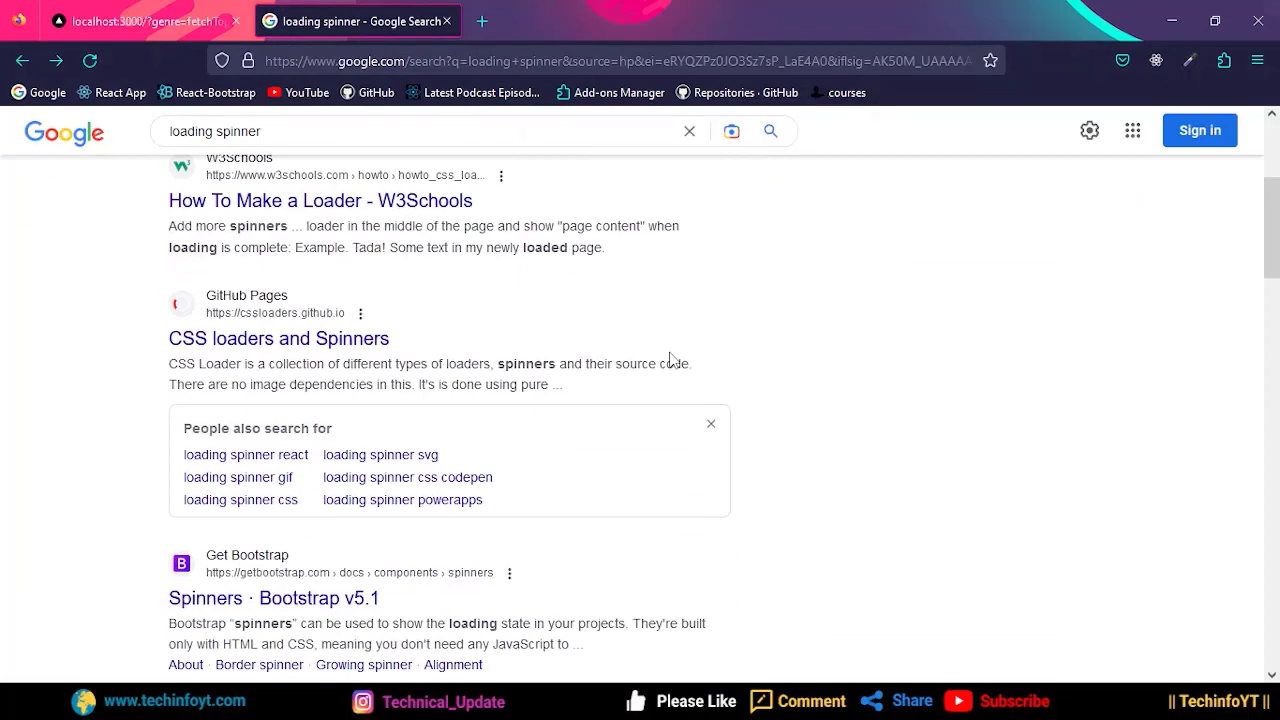 localhost:3000/?genre=fetchTo
loading spinner - Google Search
https://www.google.com/search?q=loading+spinner&source=hp&ei=eRYQZPz0JO3Sz7sP_LaE4A0&iflsig=AK50M_UAAAAA
Google
React App
React-Bootstrap
YouTube
GitHub
Latest Podcast Episod...
Add-ons Manager
Repositories · GitHub
courses
Google
loading spinner
Sign in
W3Schools
https://www.w3schools.com › howto › howto_css_loa...
How To Make a Loader - W3Schools
Add more spinners ... loader in the middle of the page and show "page content" when
loading is complete: Example. Tada! Some text in my newly loaded page.
GitHub Pages
https://cssloaders.github.io
CSS loaders and Spinners
CSS Loader is a collection of different types of loaders, spinners and their source code.
There are no image dependencies in this. It's is done using pure ...
People also search for
loading spinner react
loading spinner svg
loading spinner gif
loading spinner css codepen
loading spinner css
loading spinner powerapps
B
Get Bootstrap
https://getbootstrap.com › docs › components › spinners
Spinners · Bootstrap v5.1
Bootstrap “spinners” can be used to show the loading state in your projects. They're built
only with HTML and CSS, meaning you don't need any JavaScript to ...
About · Border spinner · Growing spinner · Alignment
www.techinfoyt.com
Technical_Update
Please Like
Comment
Share
Subscribe
|| TechinfoYT ||